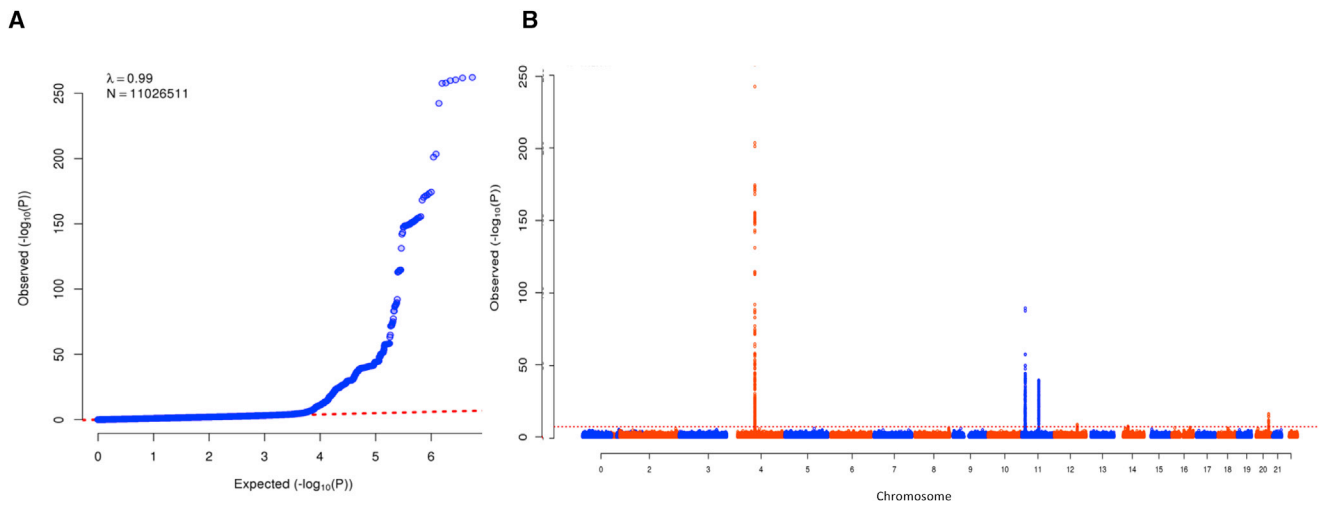 A
B
λ = 0.99
N = 11026511
250
200
150
100
50
0
Observed (-log10(P))
0 1 2 3 4 5 6
Expected (-log10(P))
250
200
150
100
50
0
Observed (-log10(P))
0 2 3 4 5 6 7 8 9 10 11 12 13 14 15 16 17 18 19 20 21
Chromosome